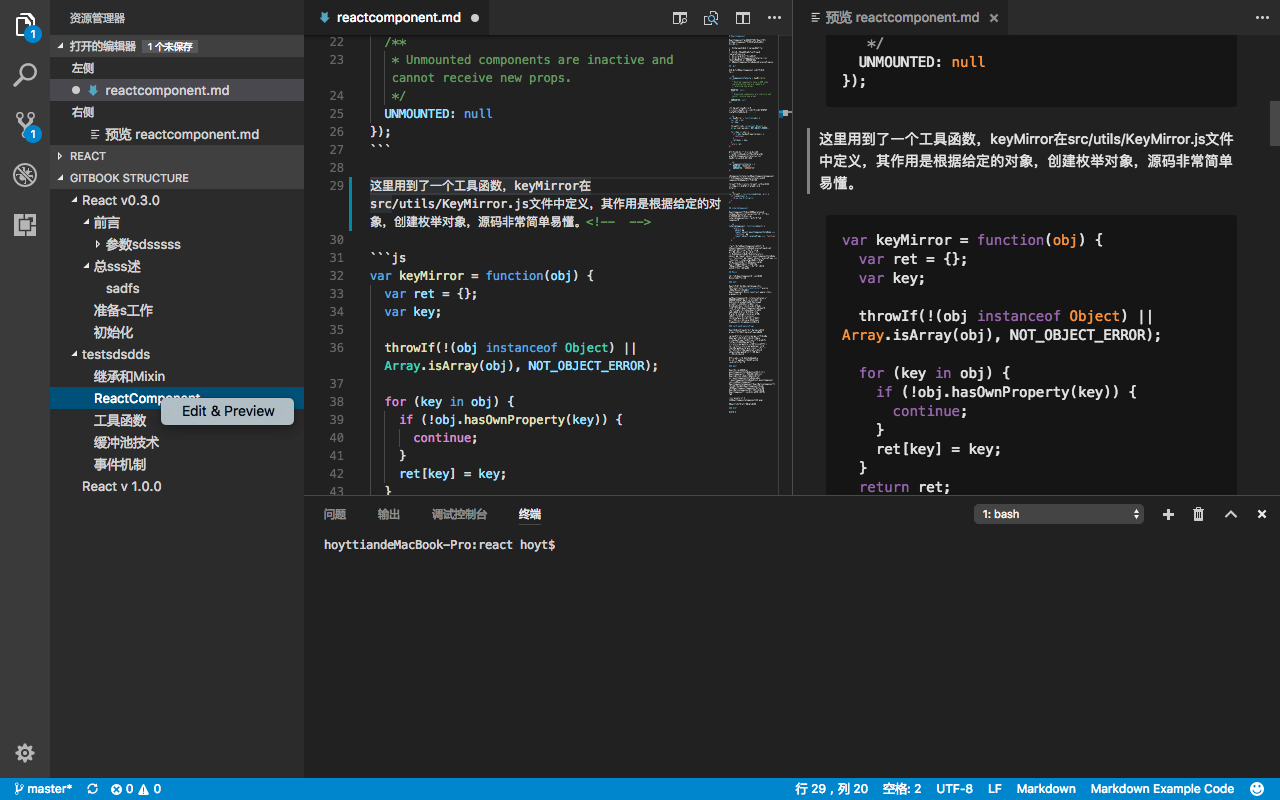 资源管理器
打开的编辑器 1 个未保存
左侧
reactcomponent.md
右侧
预览 reactcomponent.md
REACT
GITBOOK STRUCTURE
React v0.3.0
前言
参数sdsssss
总sss述
sadfs
准备s工作
初始化
testsdsdds
继承和Mixin
ReactComponent
Edit & Preview
工具函数
缓冲池技术
事件机制
React v 1.0.0
1
1
reactcomponent.md
22 /**
23 * Unmounted components are inactive and
cannot receive new props.
24 */
25 UNMOUNTED: null
26 });
27 ```
28
29 这里用到了一个工具函数，keyMirror在
src/utils/KeyMirror.js文件中定义，其作用是根据给定的对
象，创建枚举对象，源码非常简单易懂。<!--  -->
30
31 ```js
32 var keyMirror = function(obj) {
33 var ret = {};
34 var key;
35
36 throwIf(!(obj instanceof Object) ||
Array.isArray(obj), NOT_OBJECT_ERROR);
37
38 for (key in obj) {
39 if (!obj.hasOwnProperty(key)) {
40 continue;
41 }
42 ret[key] = key;
43 }
预览 reactcomponent.md
*/
UNMOUNTED: null
});
这里用到了一个工具函数，keyMirror在src/utils/KeyMirror.js文件
中定义，其作用是根据给定的对象，创建枚举对象，源码非常简单
易懂。
var keyMirror = function(obj) {
var ret = {};
var key;
throwIf(!(obj instanceof Object) ||
Array.isArray(obj), NOT_OBJECT_ERROR);
for (key in obj) {
if (!obj.hasOwnProperty(key)) {
continue;
}
ret[key] = key;
}
return ret;
问题 输出 调试控制台 终端
1: bash
hoyttiandeMacBook-Pro:react hoyt$
master* 0 0
行 29，列 20 空格: 2 UTF-8 LF Markdown Markdown Example Code